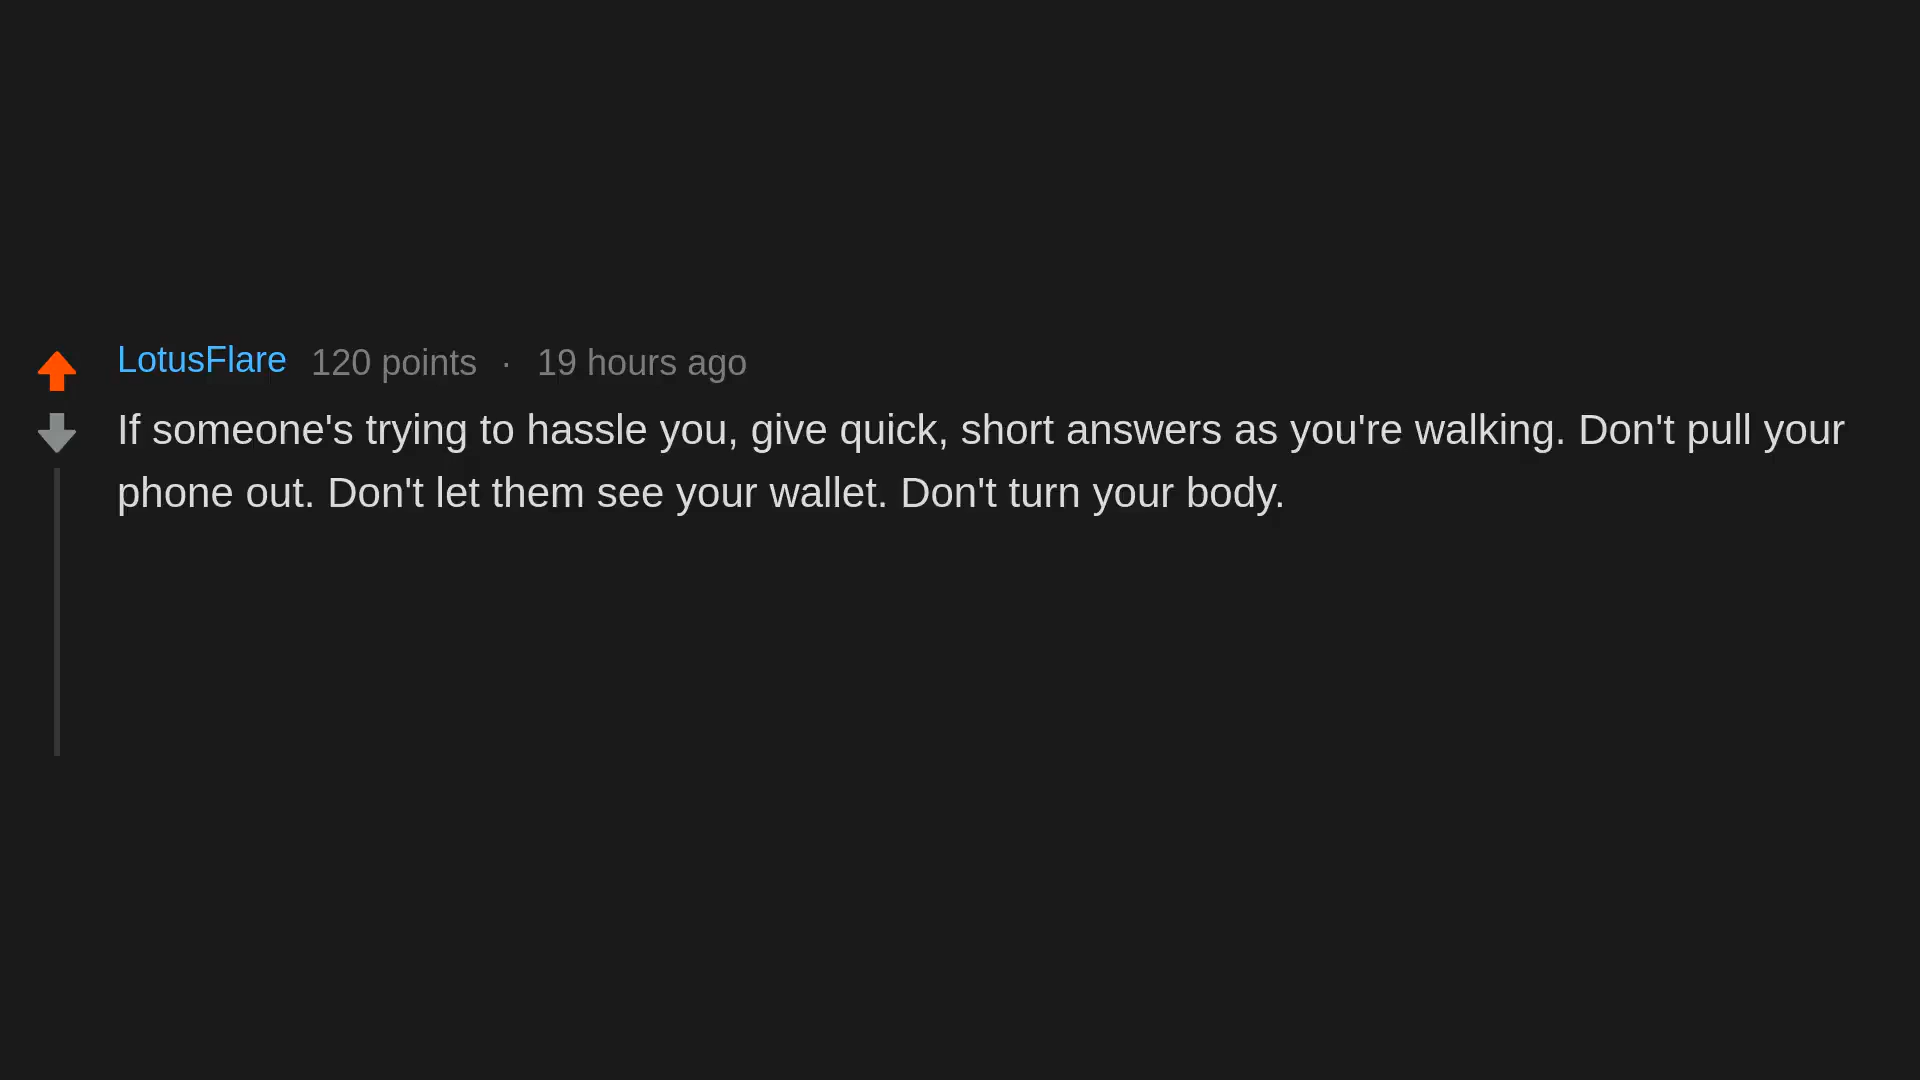 LotusFlare 120 points · 19 hours ago
If someone's trying to hassle you, give quick, short answers as you're walking. Don't pull your
phone out. Don't let them see your wallet. Don't turn your body.